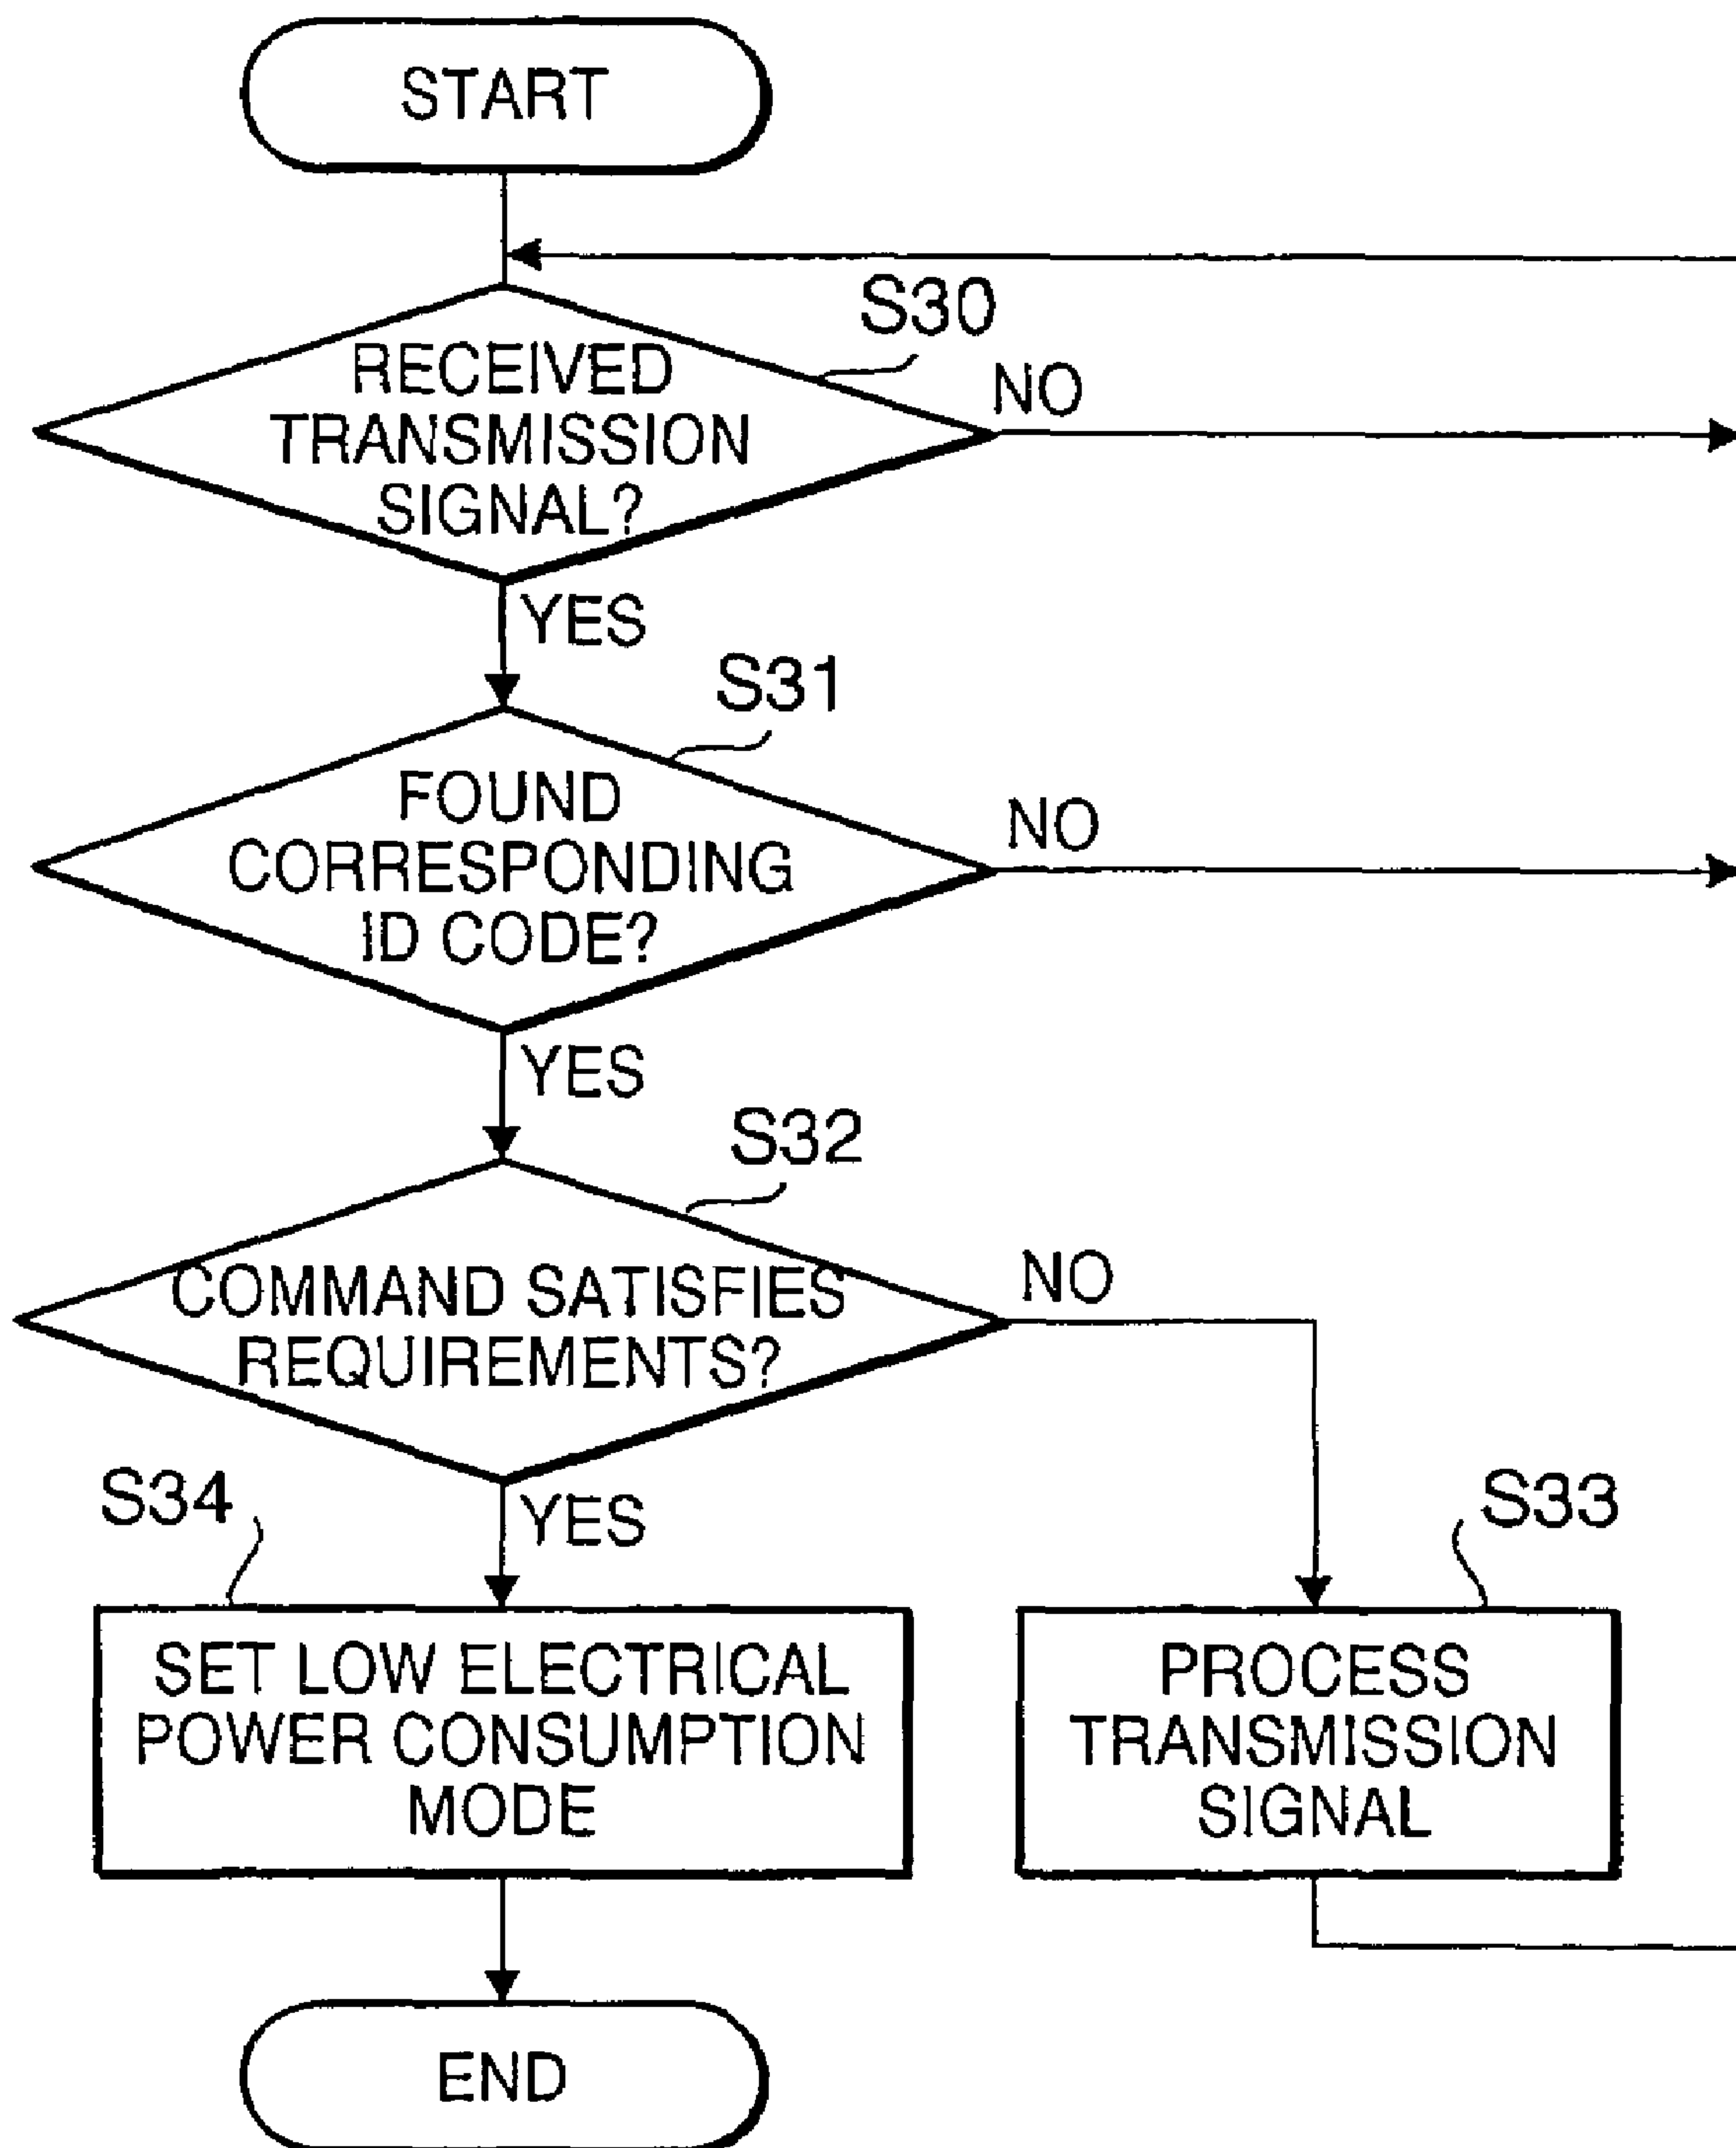 START
S30
RECEIVED
TRANSMISSION
SIGNAL?
NO
YES
S31
FOUND
CORRESPONDING
ID CODE?
NO
YES
S32
COMMAND SATISFIES
REQUIREMENTS?
NO
YES
S34
SET LOW ELECTRICAL
POWER CONSUMPTION
MODE
S33
PROCESS
TRANSMISSION
SIGNAL
END